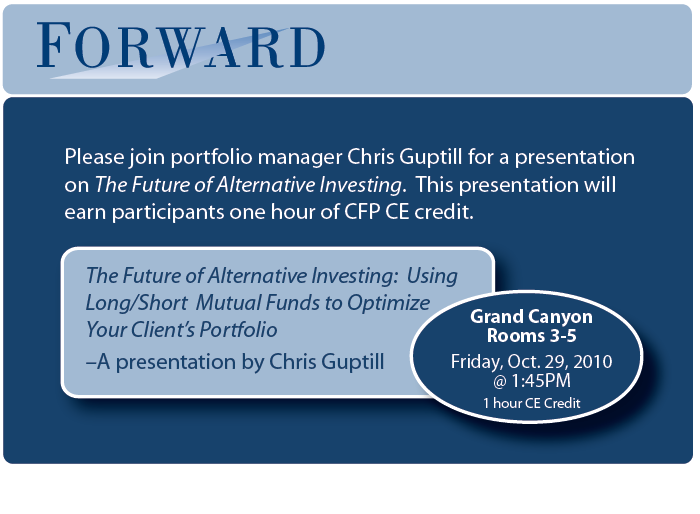 FORWARD
Please join portfolio manager Chris Guptill for a presentation
on The Future of Alternative Investing.  This presentation will
earn participants one hour of CFP CE credit.
The Future of Alternative Investing:  Using
Long/Short  Mutual Funds to Optimize
Your Client’s Portfolio
–A presentation by Chris Guptill
Grand Canyon
Rooms 3-5
Friday, Oct. 29, 2010
@ 1:45PM
1 hour CE Credit